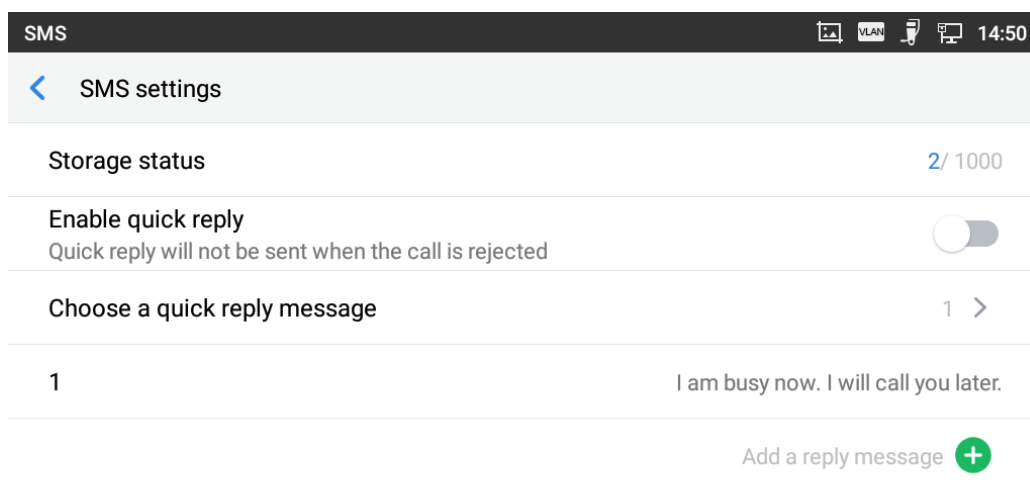 SMS VLAN 14:50
SMS settings
Storage status 2/ 1000
Enable quick reply
Quick reply will not be sent when the call is rejected
Choose a quick reply message 1
1 I am busy now. I will call you later.
Add a reply message